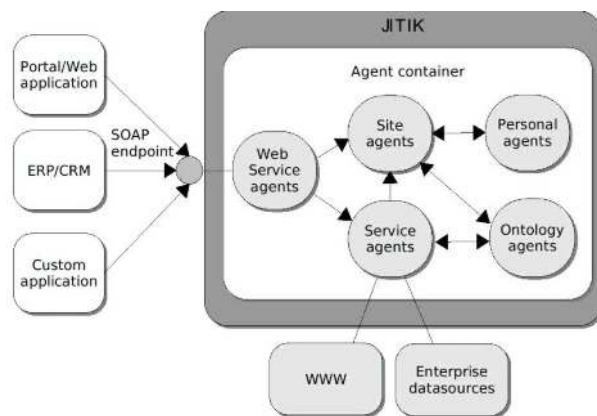 JITIK
Agent container
Portal/Web
application
SOAP
endpoint
ERP/CRM
Custom
application
Web
Service
agents
Site
agents
Personal
agents
Service
agents
Ontology
agents
WWW
Enterprise
datasources